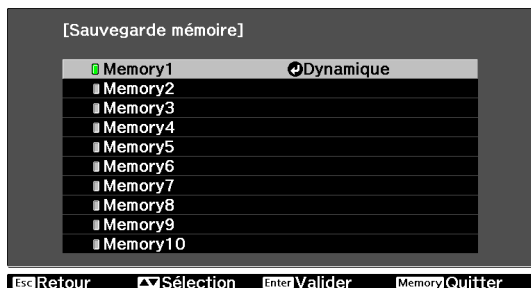 [Sauvegarde mémoire]
Memory1 Dynamique
Memory2
Memory3
Memory4
Memory5
Memory6
Memory7
Memory8
Memory9
Memory10
Esc Retour Sélection Enter Valider Memory Quitter